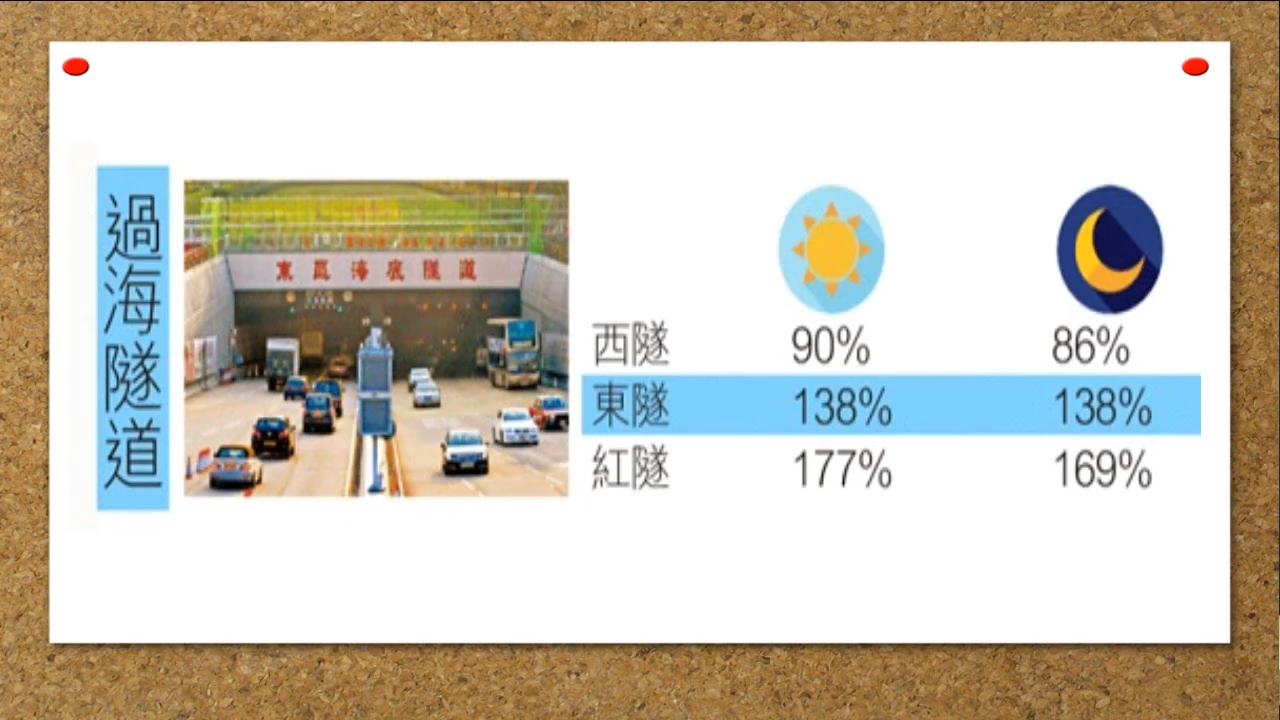 過海隧道
東區海底隧道
西隧 90% 86%
東隧 138% 138%
紅隧 177% 169%